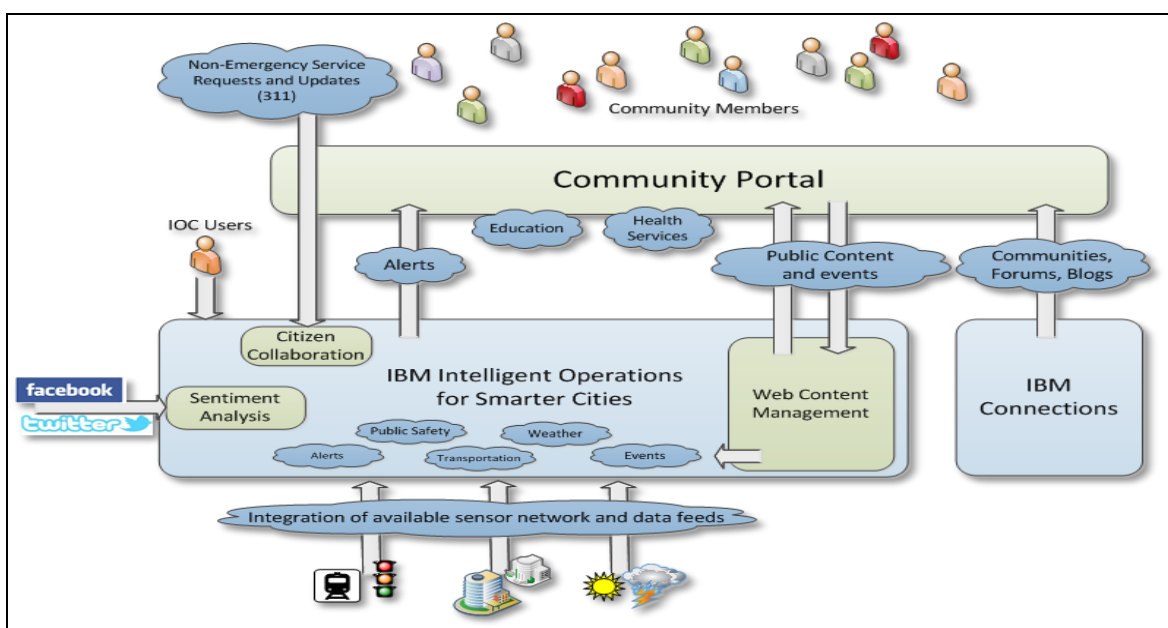 Non-Emergency Service
Requests and Updates
(311)
Community Members
Community Portal
IOC Users
Education
Health
Services
Alerts
Public Content
and events
Communities,
Forums, Blogs
Citizen
Collaboration
IBM Intelligent Operations
for Smarter Cities
Web Content
Management
IBM
Connections
facebook
twitter
Sentiment
Analysis
Public Safety
Weather
Alerts
Transportation
Events
Integration of available sensor network and data feeds